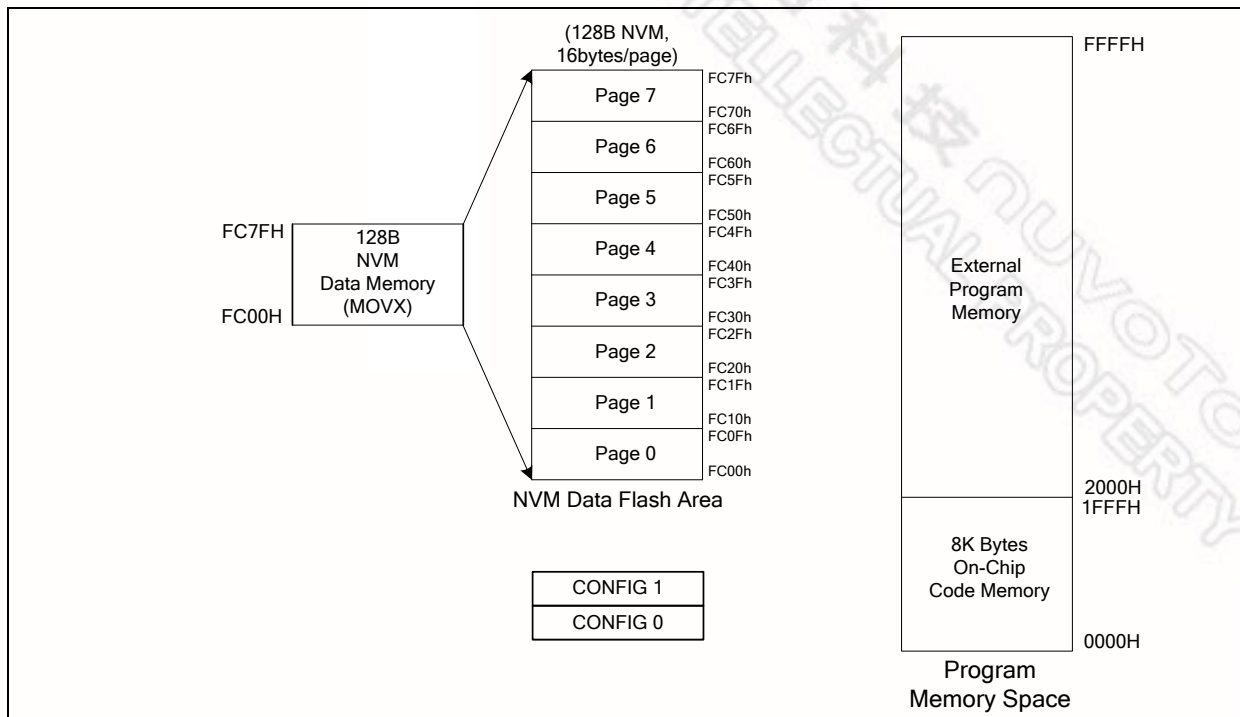 (128B NVM,
16bytes/page)
FC7FH
128B
NVM
Data Memory
(MOVX)
FC00H
Page 7
FC7Fh
FC70h
Page 6
FC6Fh
FC60h
Page 5
FC5Fh
FC50h
Page 4
FC4Fh
FC40h
Page 3
FC3Fh
FC30h
Page 2
FC2Fh
FC20h
Page 1
FC1Fh
FC10h
Page 0
FC0Fh
FC00h
NVM Data Flash Area
CONFIG 1
CONFIG 0
FFFFH
External
Program
Memory
2000H
1FFFH
8K Bytes
On-Chip
Code Memory
0000H
Program
Memory Space
科技
PROPERTY